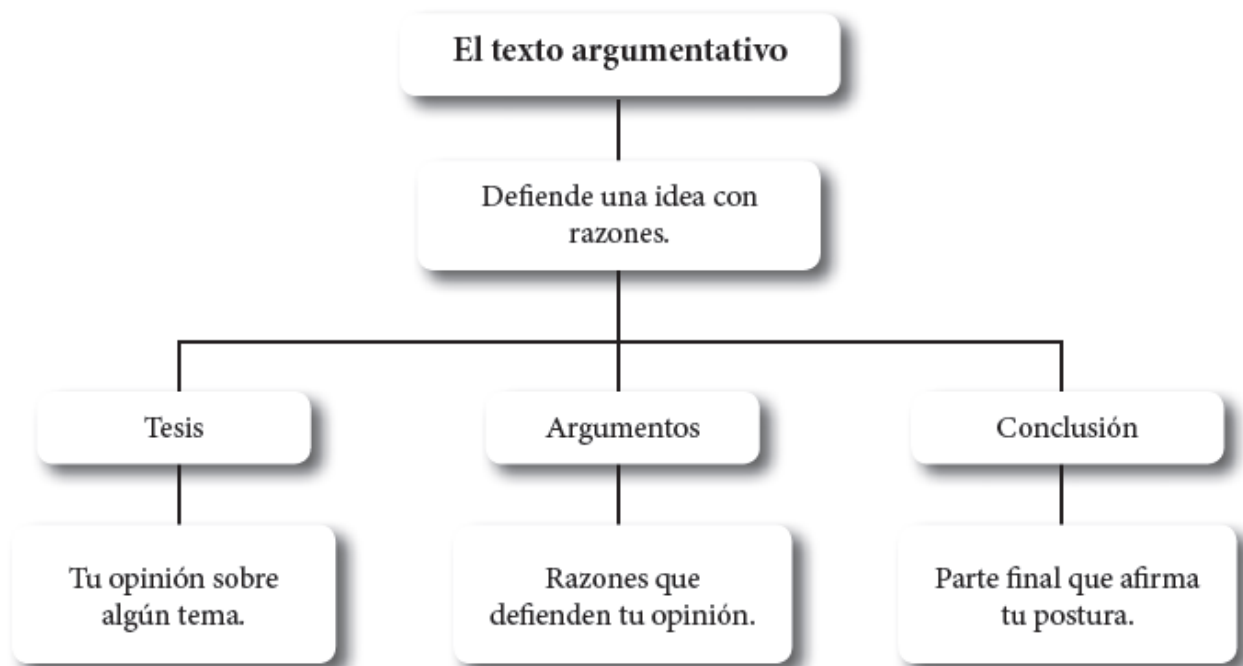 El texto argumentativo
Defiende una idea con
razones.
Tesis
Argumentos
Conclusión
Tu opinión sobre
algún tema.
Razones que
defienden tu opinión.
Parte final que afirma
tu postura.